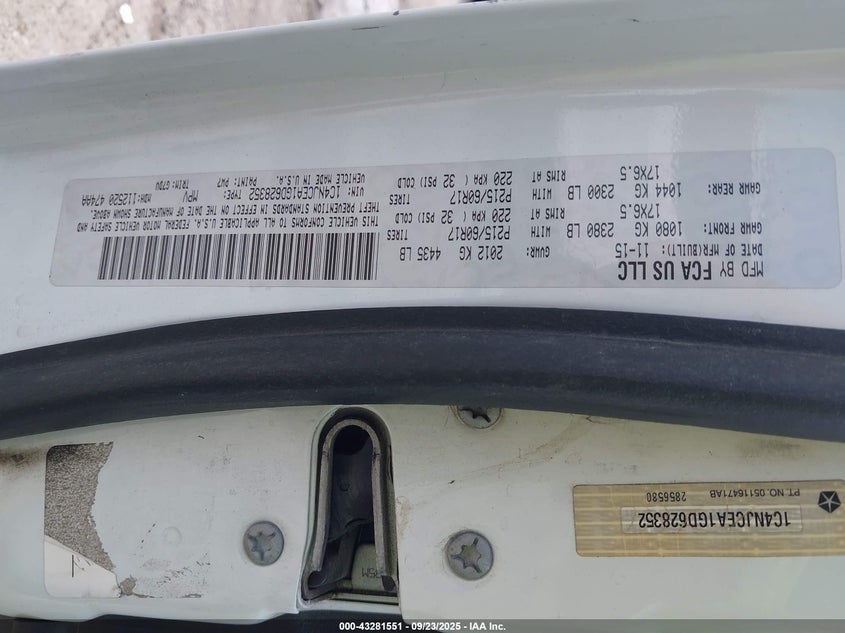 MFD BY FCA US LLC
DATE OF MFR(BUILT): 11-15
GVWR: 2012 KG 4435 LB
GAWR FRONT: 1080 KG 2380 LB
RIMS AT 17X6.5
WITH TIRES P215/60R17
220 KPA ( 32 PSI) COLD
GAWR REAR: 1044 KG 2300 LB
RIMS AT 17X6.5
WITH P215/60R17
220 KPA ( 32 PSI) COLD
THIS VEHICLE CONFORMS TO ALL APPLICABLE U.S.A. FEDERAL MOTOR VEHICLE SAFETY AND
THEFT PREVENTION STANDARDS IN EFFECT ON THE DATE OF MANUFACTURE SHOWN ABOVE.
VIN: 1C4NJCEA1GD628352 TYPE: MPV MDH:112520 474AA
VEHICLE MADE IN U.S.A. PAINT: PW7 TRIM: G7DV
1C4NJCEA1GD628352
2856580
PT. NO. 05116471AB
000-43281551 | 09/23/2025 - IAA Inc.